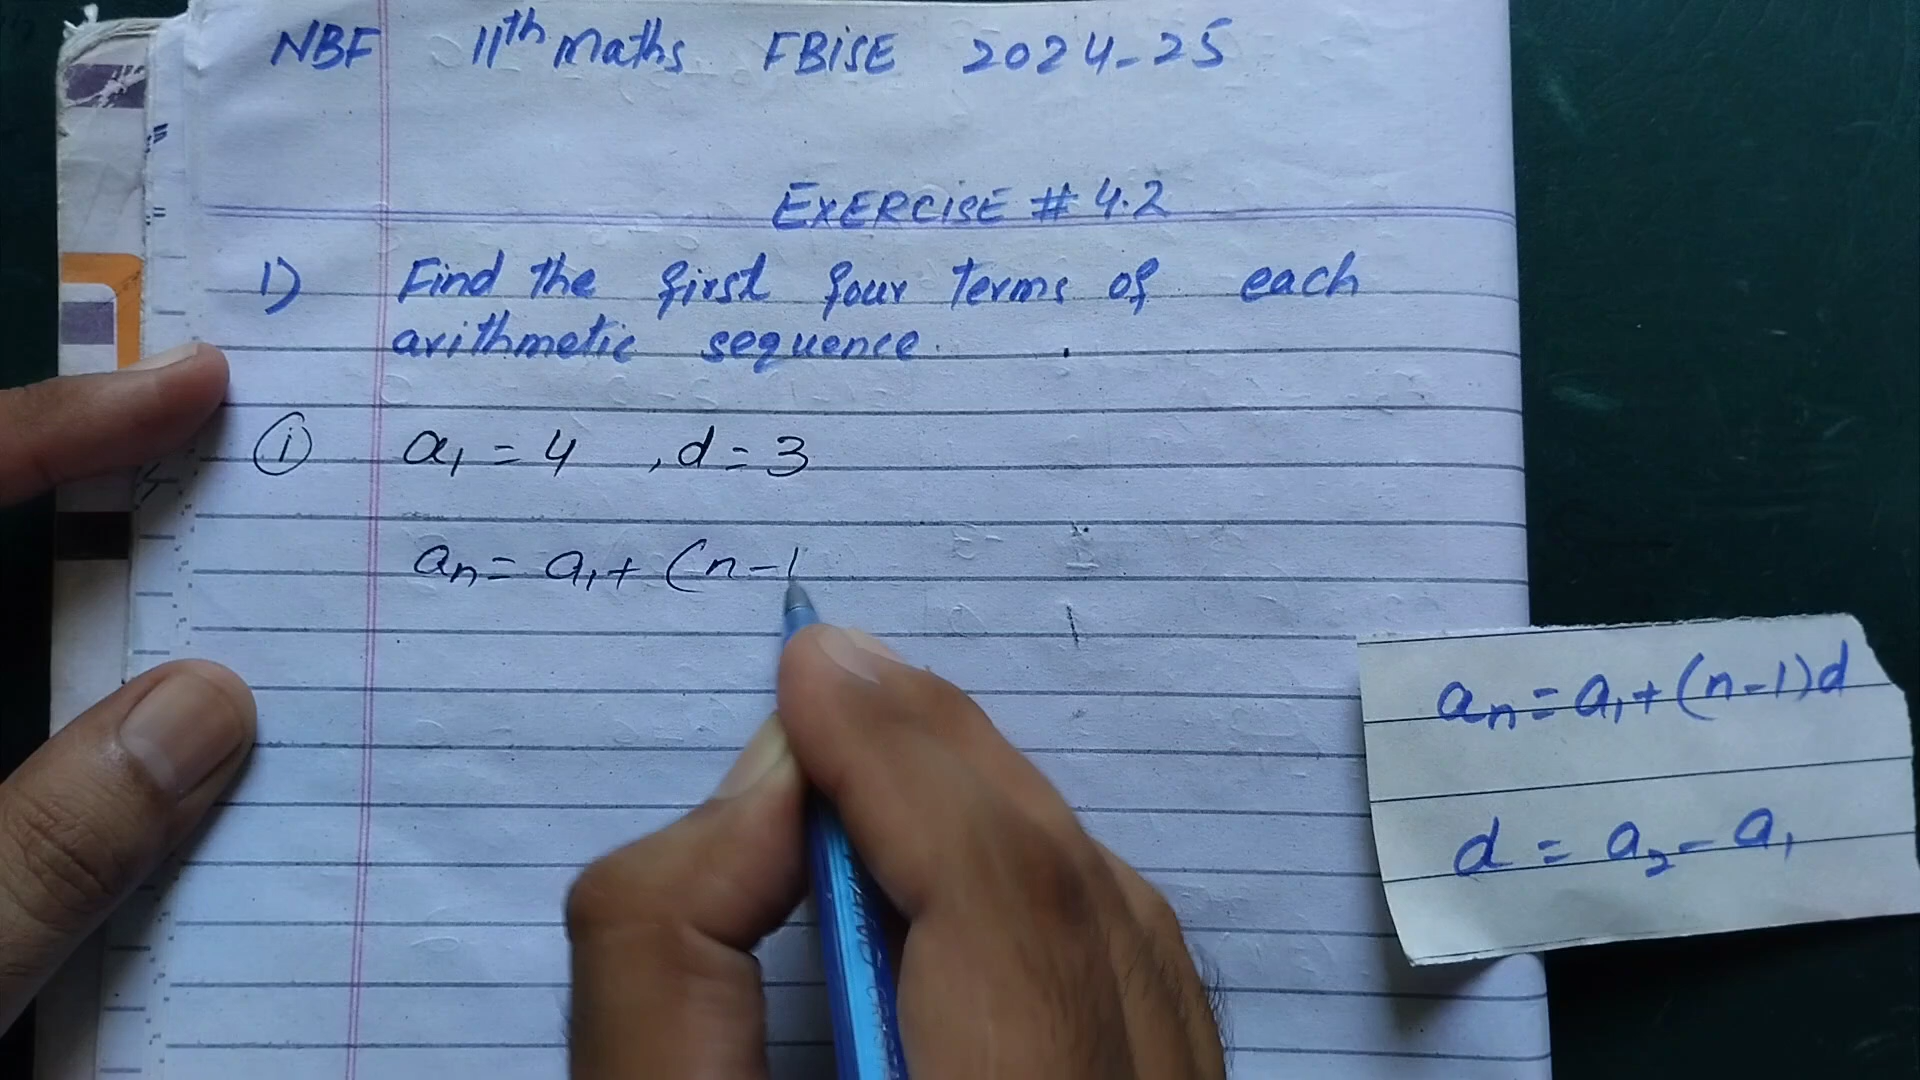 NBF 11th Maths FBiSE 2024-25
EXERCiSE # 4.2
1) Find the first four terms of each
arithmetic sequence.
(i) a₁ = 4 , d = 3
aₙ = a₁ + (n-1
aₙ = a₁ + (n-1)d
d = a₂ - a₁